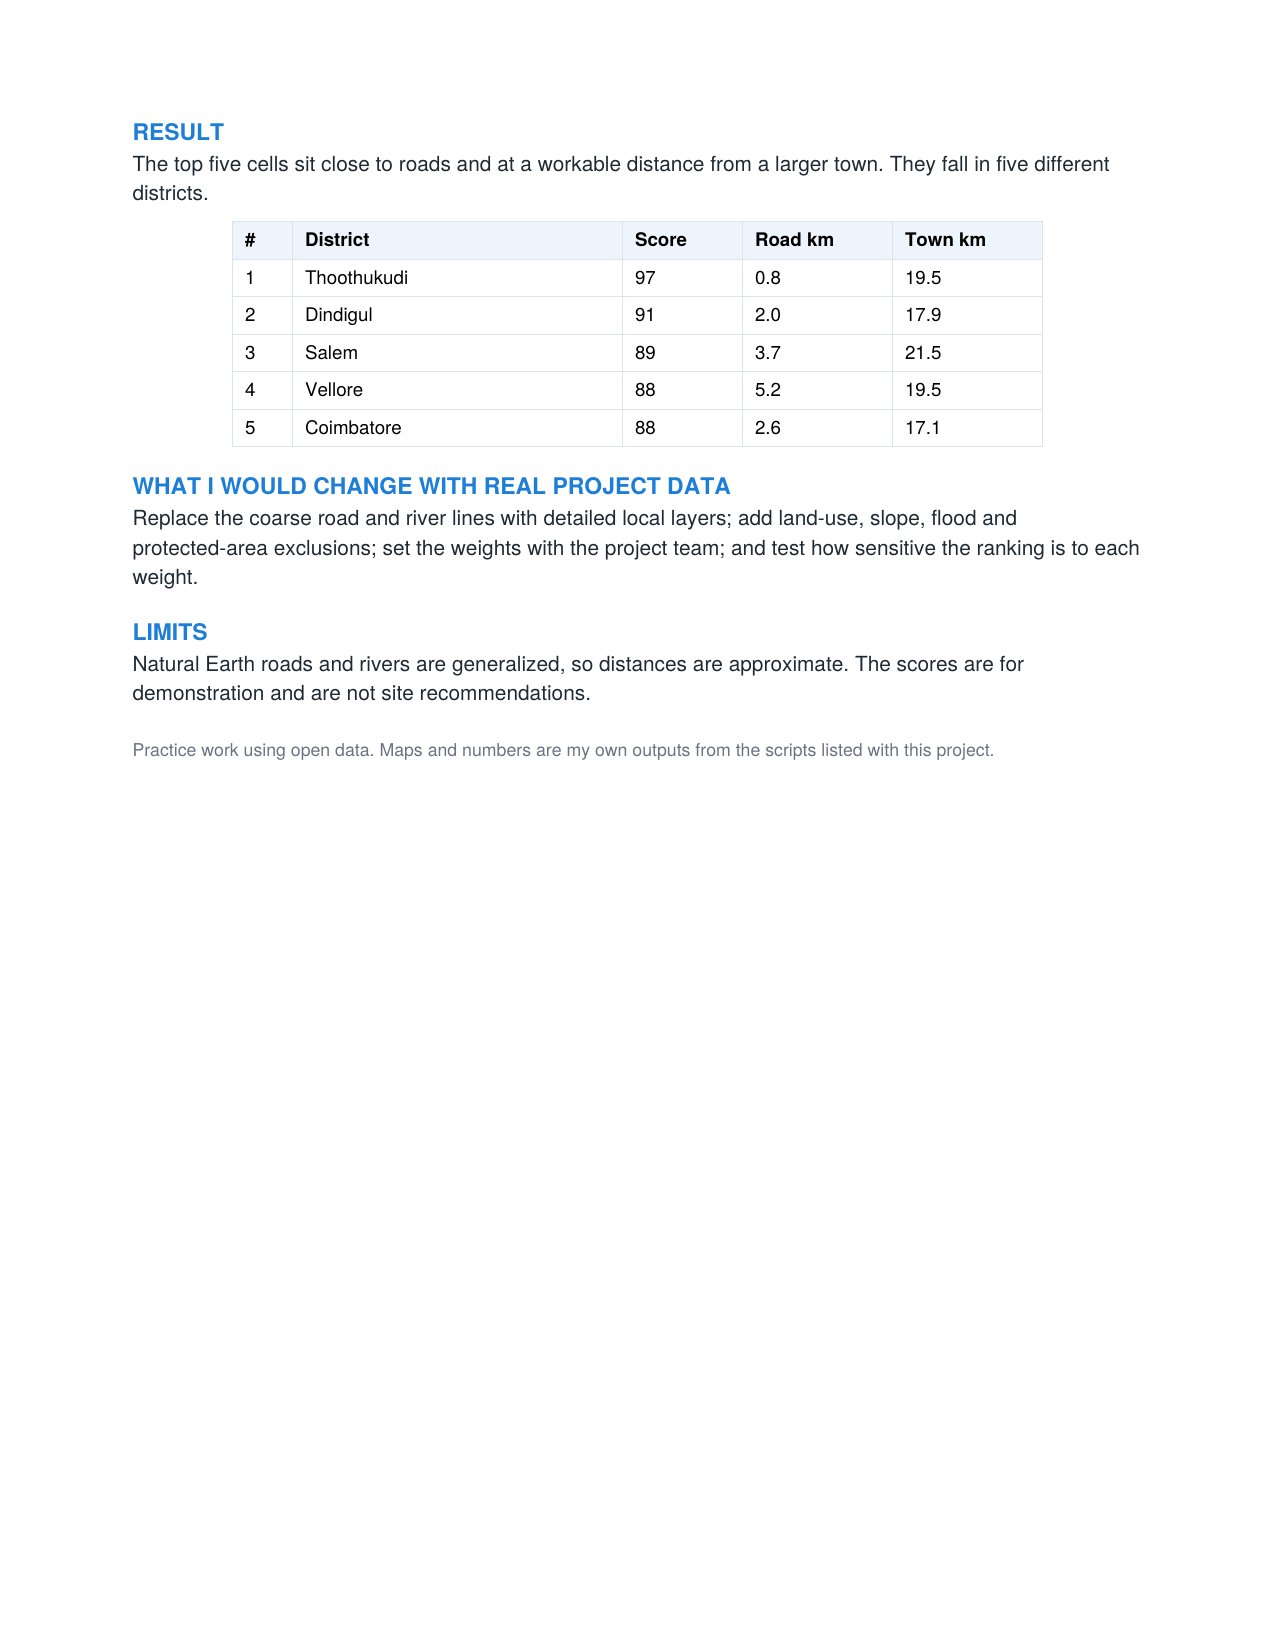 RESULT
The top five cells sit close to roads and at a workable distance from a larger town. They fall in five different
districts.
# District Score Road km Town km
1 Thoothukudi 97 0.8 19.5
2 Dindigul 91 2.0 17.9
3 Salem 89 3.7 21.5
4 Vellore 88 5.2 19.5
5 Coimbatore 88 2.6 17.1
WHAT I WOULD CHANGE WITH REAL PROJECT DATA
Replace the coarse road and river lines with detailed local layers; add land-use, slope, flood and
protected-area exclusions; set the weights with the project team; and test how sensitive the ranking is to each
weight.
LIMITS
Natural Earth roads and rivers are generalized, so distances are approximate. The scores are for
demonstration and are not site recommendations.
Practice work using open data. Maps and numbers are my own outputs from the scripts listed with this project.